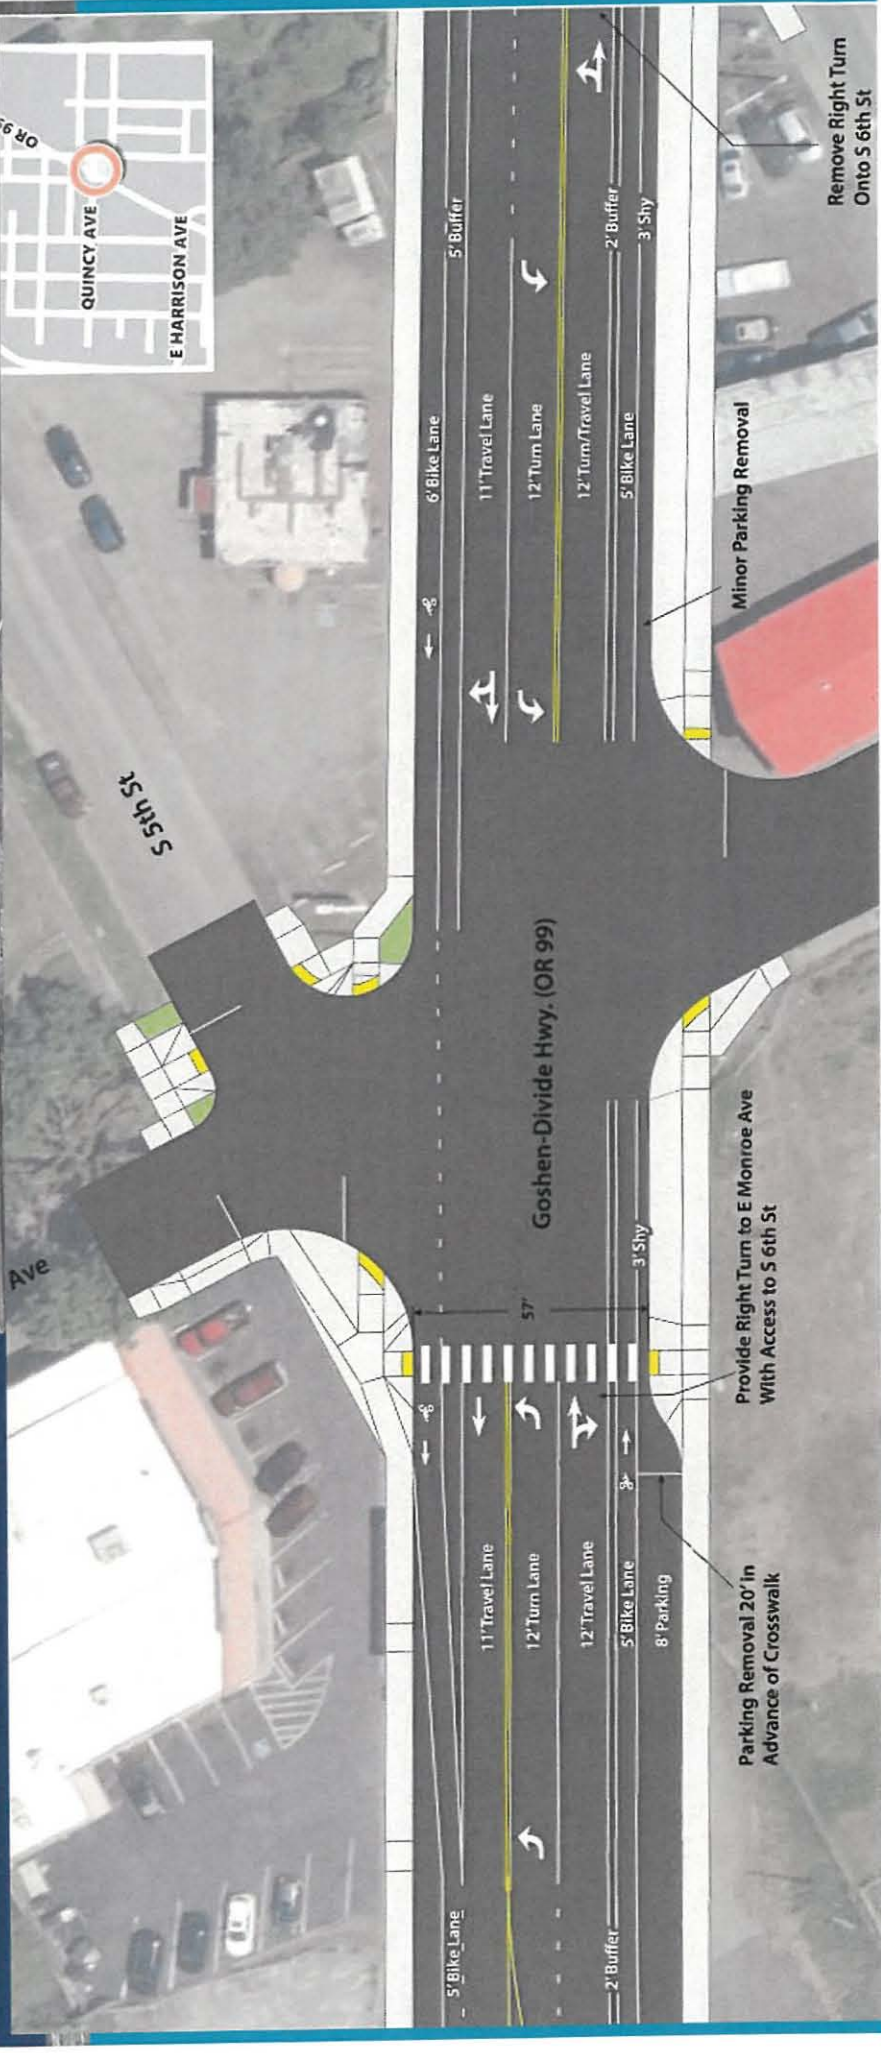 OR 99
QUINCY AVE
E HARRISON AVE
S 5th St
Ave
5' Buffer
6' Bike Lane
11' Travel Lane
12' Turn Lane
12' Turn/Travel Lane
2' Buffer
5' Bike Lane
3' Shy
Remove Right Turn
Onto S 6th St
Minor Parking Removal
Goshen-Divide Hwy. (OR 99)
57'
3' Shy
Provide Right Turn to E Monroe Ave
With Access to S 6th St
11' Travel Lane
12' Turn Lane
12' Travel Lane
5' Bike Lane
8' Parking
Parking Removal 20' in
Advance of Crosswalk
5' Bike Lane
2' Buffer